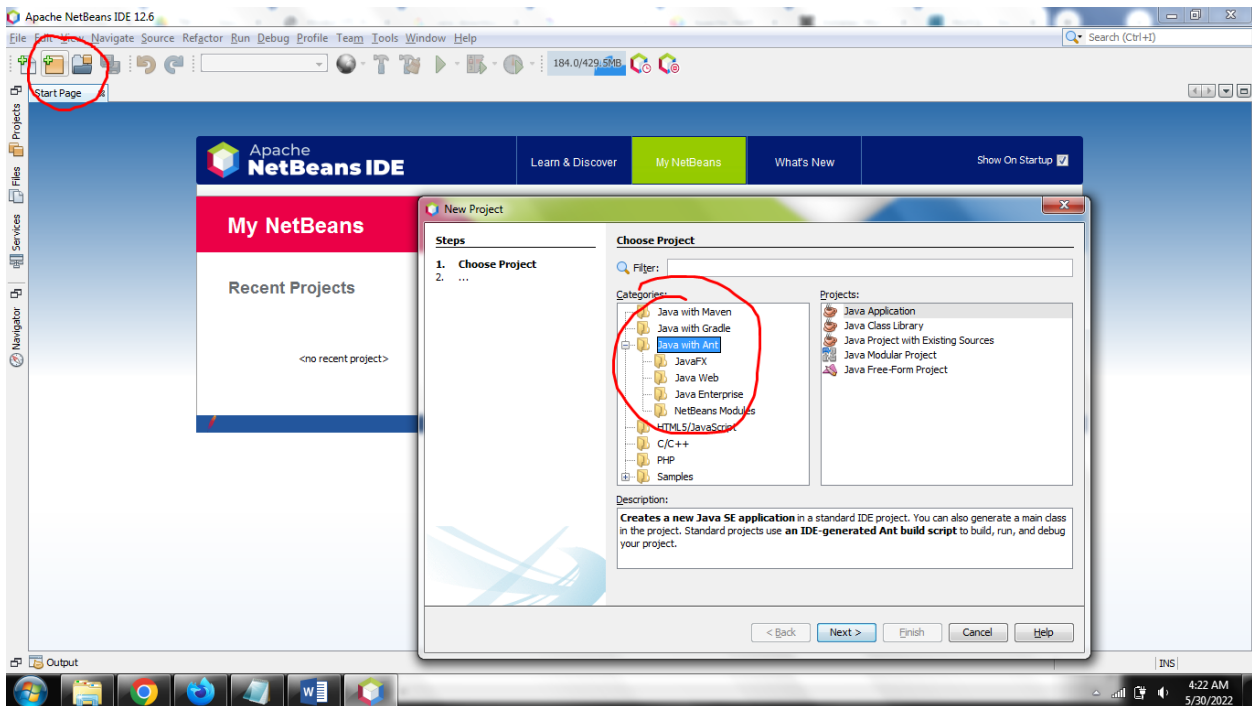 Apache NetBeans IDE 12.6
File Edit View Navigate Source Refactor Run Debug Profile Team Tools Window Help
Search (Ctrl+I)
184.0/429.5MB
Start Page
Projects
Files
Services
Navigator
Apache
NetBeans IDE
Learn & Discover
My NetBeans
What's New
Show On Startup
My NetBeans
Recent Projects
<no recent project>
New Project
Steps
1. Choose Project
2. ...
Choose Project
Filter:
Categories:
Java with Maven
Java with Gradle
Java with Ant
JavaFX
Java Web
Java Enterprise
NetBeans Modules
HTML5/JavaScript
C/C++
PHP
Samples
Projects:
Java Application
Java Class Library
Java Project with Existing Sources
Java Modular Project
Java Free-Form Project
Description:
Creates a new Java SE application in a standard IDE project. You can also generate a main class
in the project. Standard projects use an IDE-generated Ant build script to build, run, and debug
your project.
< Back Next > Finish Cancel Help
Output
INS
4:22 AM
5/30/2022